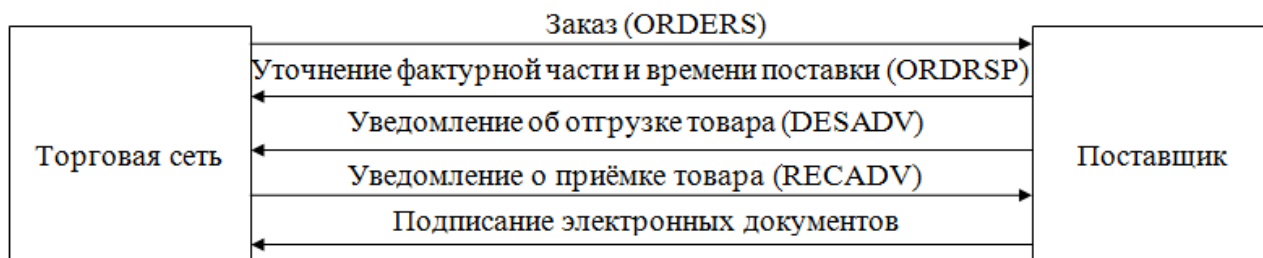 Заказ (ORDERS)
Уточнение фактурной части и времени поставки (ORDRSP)
Уведомление об отгрузке товара (DESADV)
Торговая сеть
Поставщик
Уведомление о приёмке товара (RECADV)
Подписание электронных документов